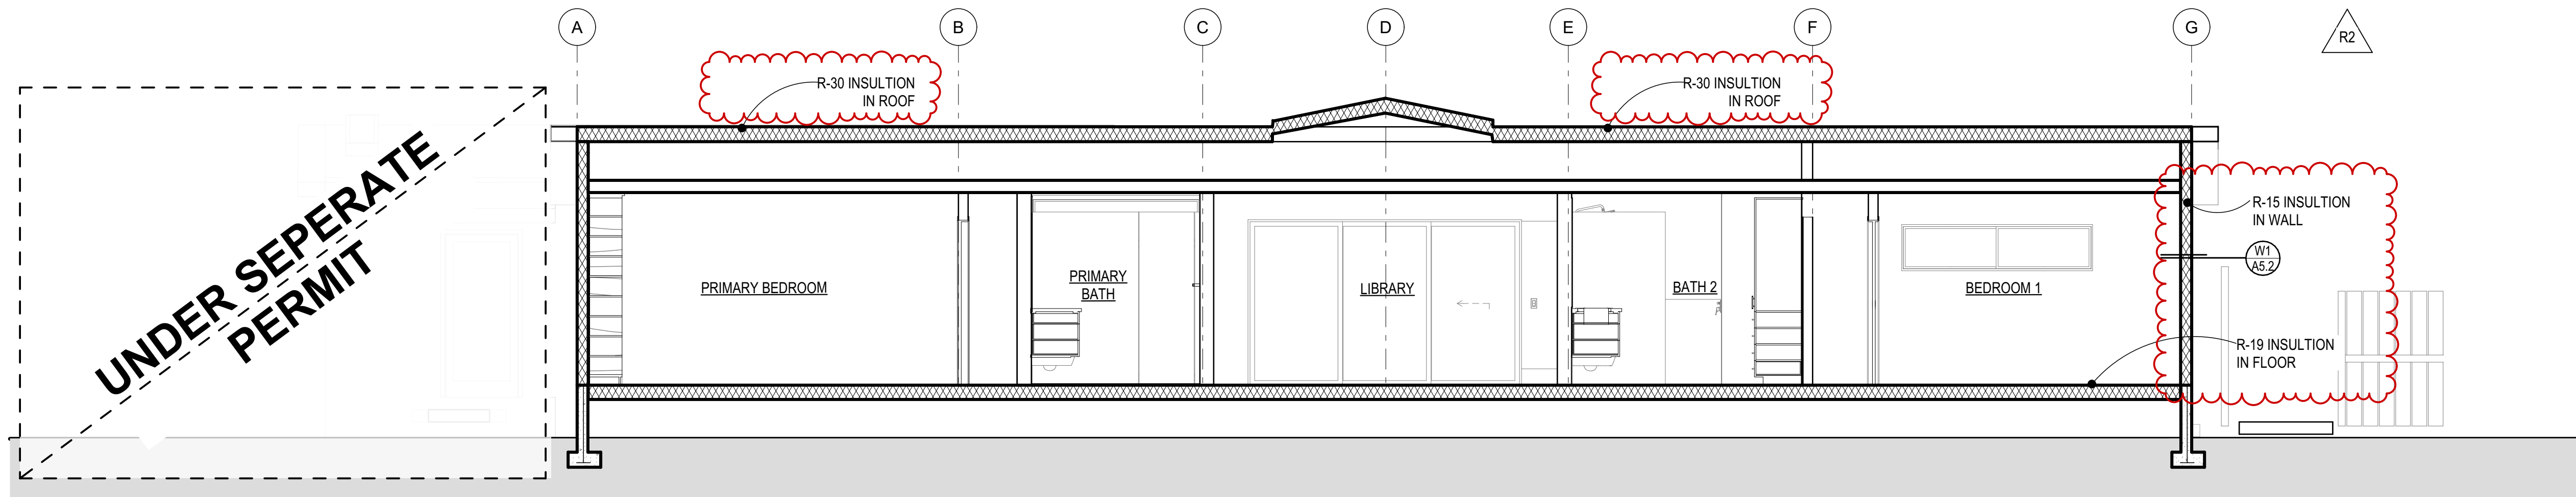 A
B
C
D
E
F
G
R2
R-30 INSULTION
IN ROOF
R-30 INSULTION
IN ROOF
UNDER SEPERATE
PERMIT
R-15 INSULTION
IN WALL
W1
A5.2
PRIMARY BEDROOM
PRIMARY
BATH
LIBRARY
BATH 2
BEDROOM 1
R-19 INSULTION
IN FLOOR